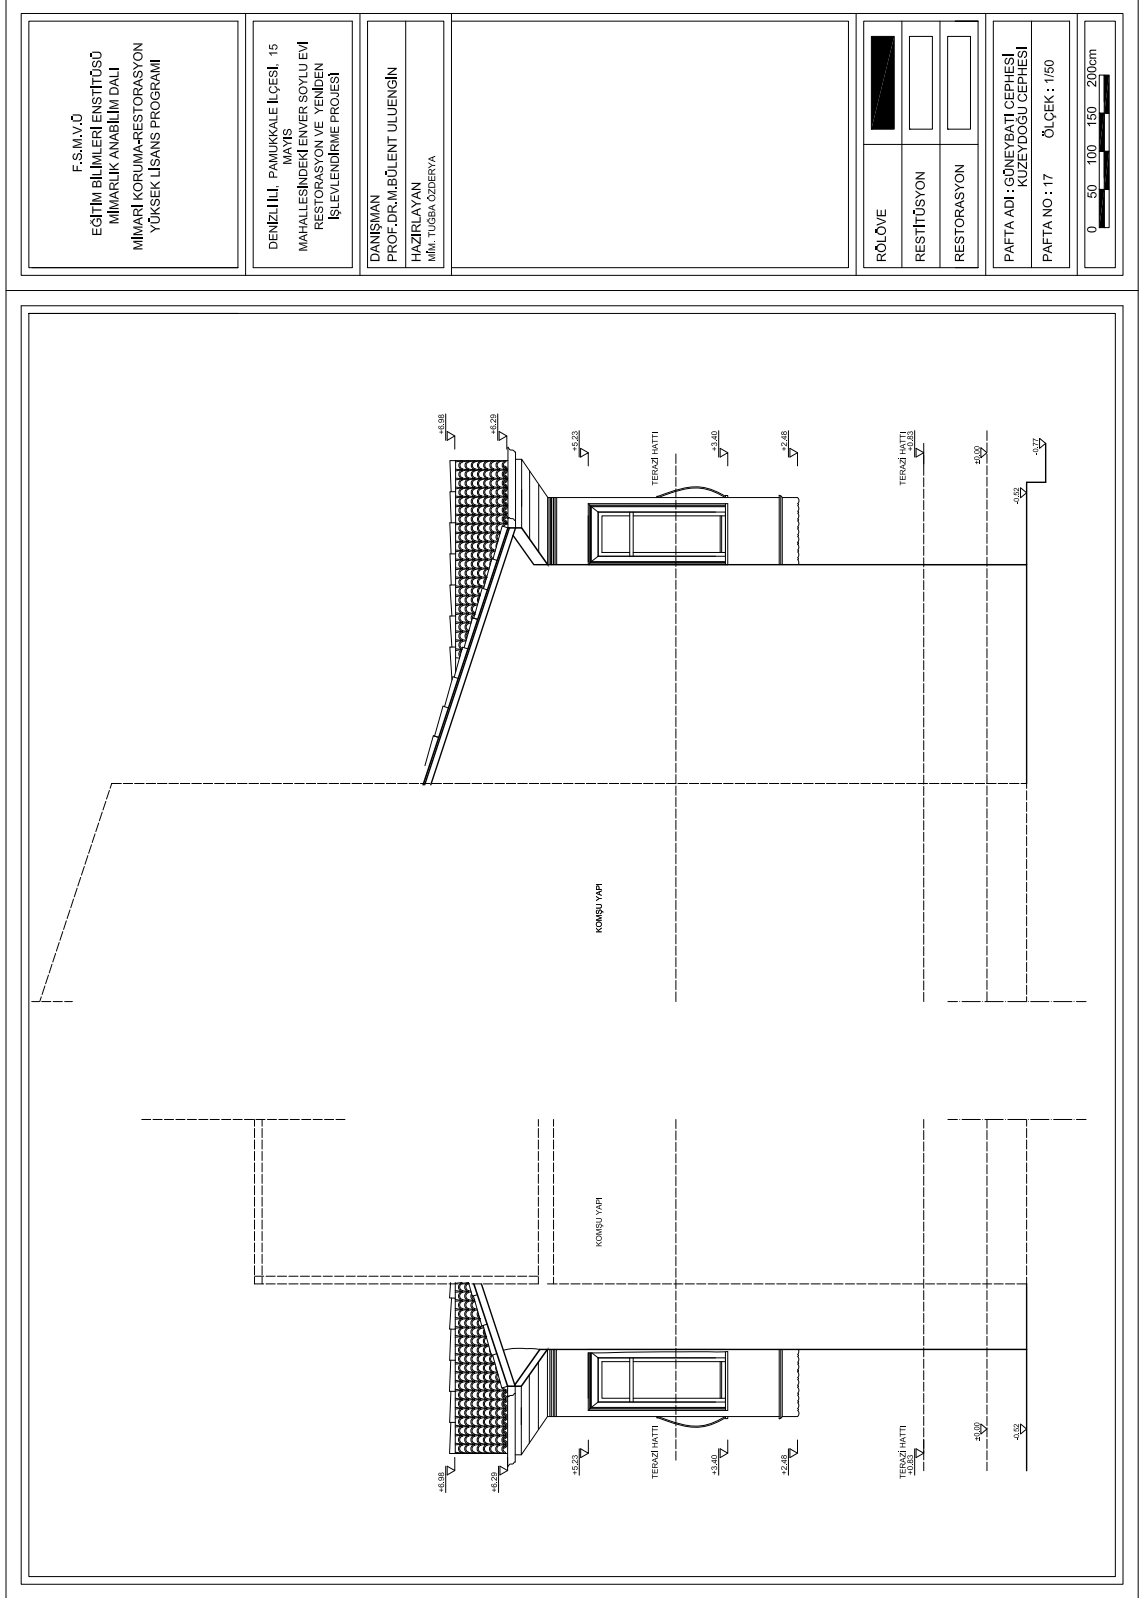 F.S.M.V.Ü
EĞİTİM BİLİMLERİ ENSTİTÜSÜ
MİMARLIK ANABİLİM DALI
MİMARİ KORUMA-RESTORASYON
YÜKSEK LİSANS PROGRAMI
DENİZLİ İLİ, PAMUKKALE İLÇESİ, 15
MAYIS
MAHALLESİNDEKİ ENVER SOYLU EVİ
RESTORASYON VE YENİDEN
İŞLEVLENDİRME PROJESİ
DANIŞMAN
PROF.DR.M.BÜLENT ULUENGİN
HAZIRLAYAN
MİM. TUĞBA ÖZDERYA
RÖLÖVE
RESTİTÜSYON
RESTORASYON
PAFTA ADI : GÜNEYBATI CEPHESİ
KUZEYDOĞU CEPHESİ
PAFTA NO : 17 ÖLÇEK : 1/50
0 50 100 150 200cm
+6.98
+6.29
+5.23
TERAZİ HATTI
+3.40
+2.48
TERAZİ HATTI
+0.83
±0.00
-0.52
-0.77
KOMŞU YAPI
KOMŞU YAPI
+6.98
+6.29
+5.23
TERAZİ HATTI
+3.40
+2.48
TERAZİ HATTI
+0.83
±0.00
-0.52